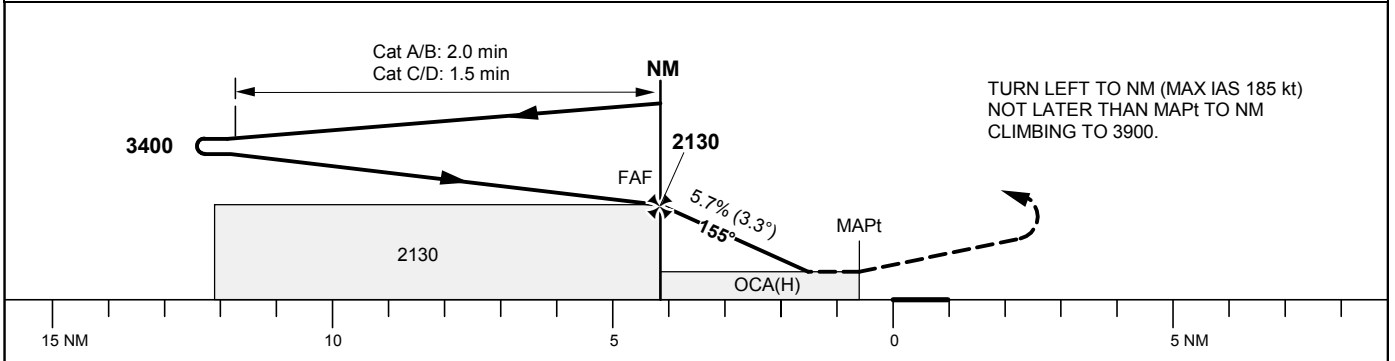 Cat A/B: 2.0 min
Cat C/D: 1.5 min
NM
TURN LEFT TO NM (MAX IAS 185 kt)
NOT LATER THAN MAPt TO NM
CLIMBING TO 3900.
3400
2130
FAF
5.7% (3.3°)
155°
MAPt
2130
OCA(H)
15 NM
10
5
0
5 NM